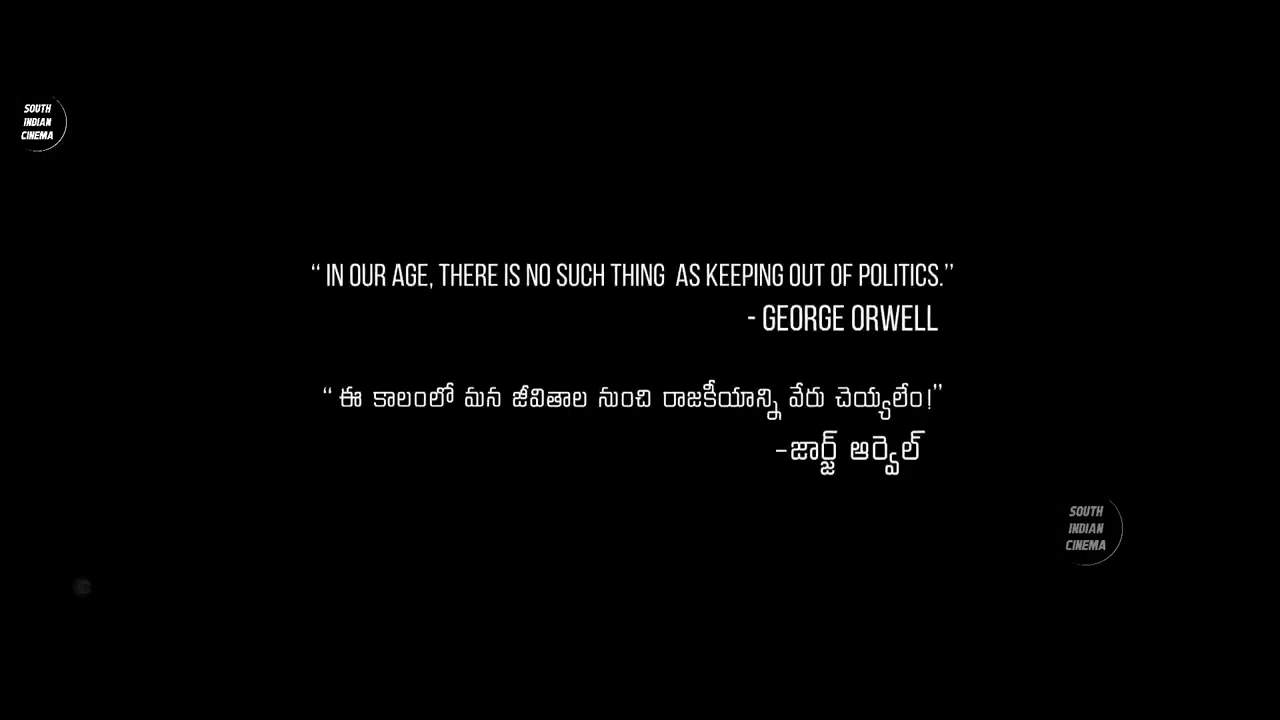 SOUTH
INDIAN
CINEMA
“ IN OUR AGE, THERE IS NO SUCH THING AS KEEPING OUT OF POLITICS.”
- GEORGE ORWELL
“ ఈ కాలంలో మన జీవితాల నుంచి రాజకీయాన్ని వేరు చెయ్యలేం!”
-జార్జ్ ఆర్వెల్
SOUTH
INDIAN
CINEMA